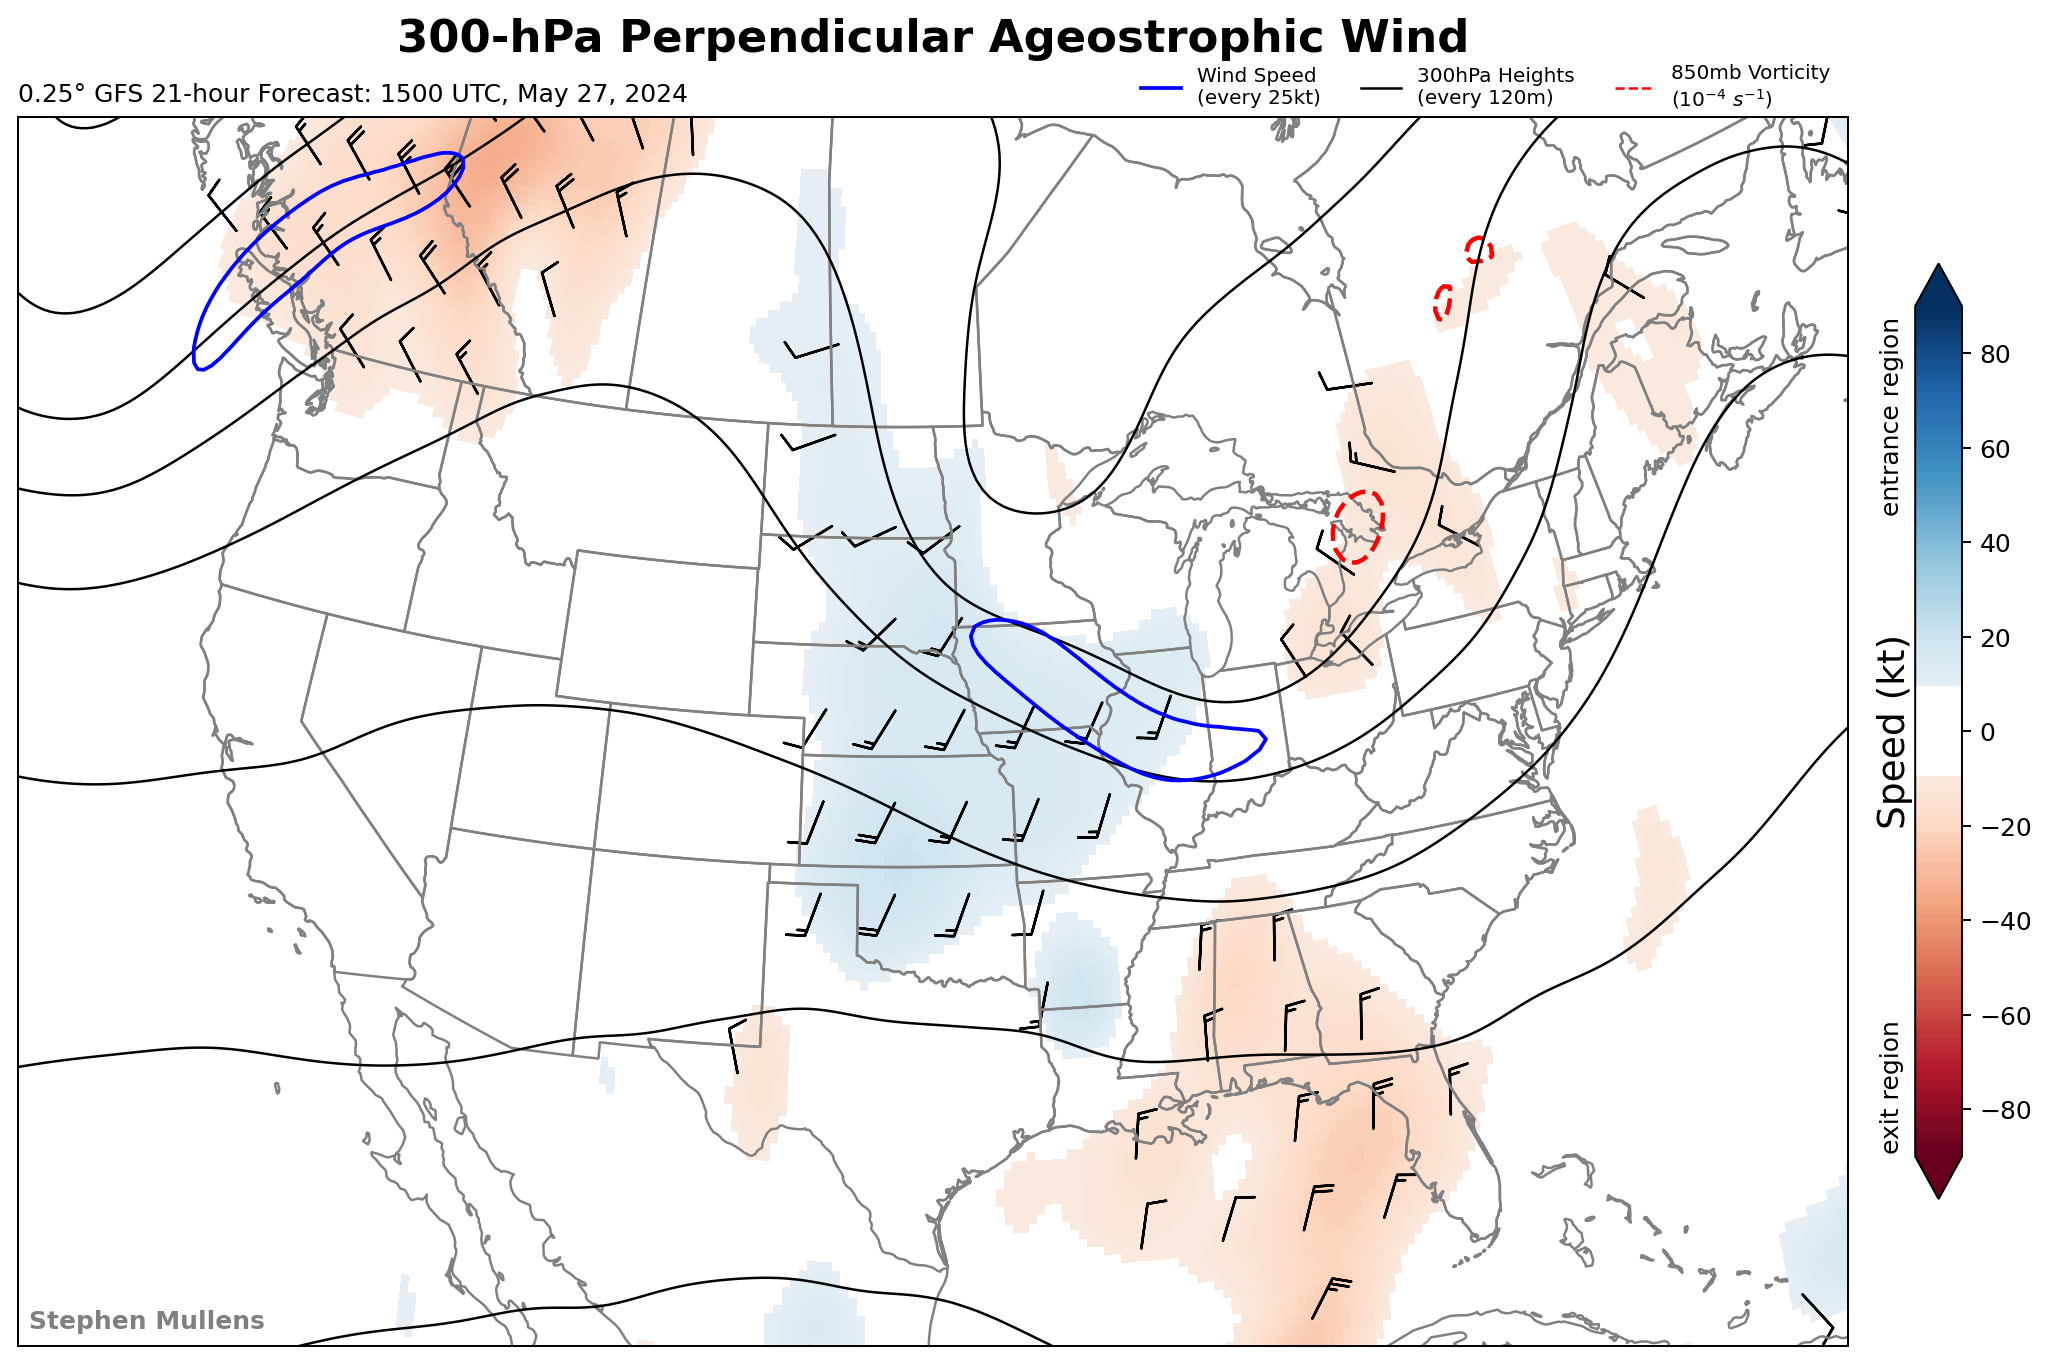 300-hPa Perpendicular Ageostrophic Wind
0.25° GFS 21-hour Forecast: 1500 UTC, May 27, 2024
Wind Speed
(every 25kt)
300hPa Heights
(every 120m)
850mb Vorticity
(10⁻⁴ s⁻¹)
entrance region
Speed (kt)
exit region
80
60
40
20
0
−20
−40
−60
−80
Stephen Mullens